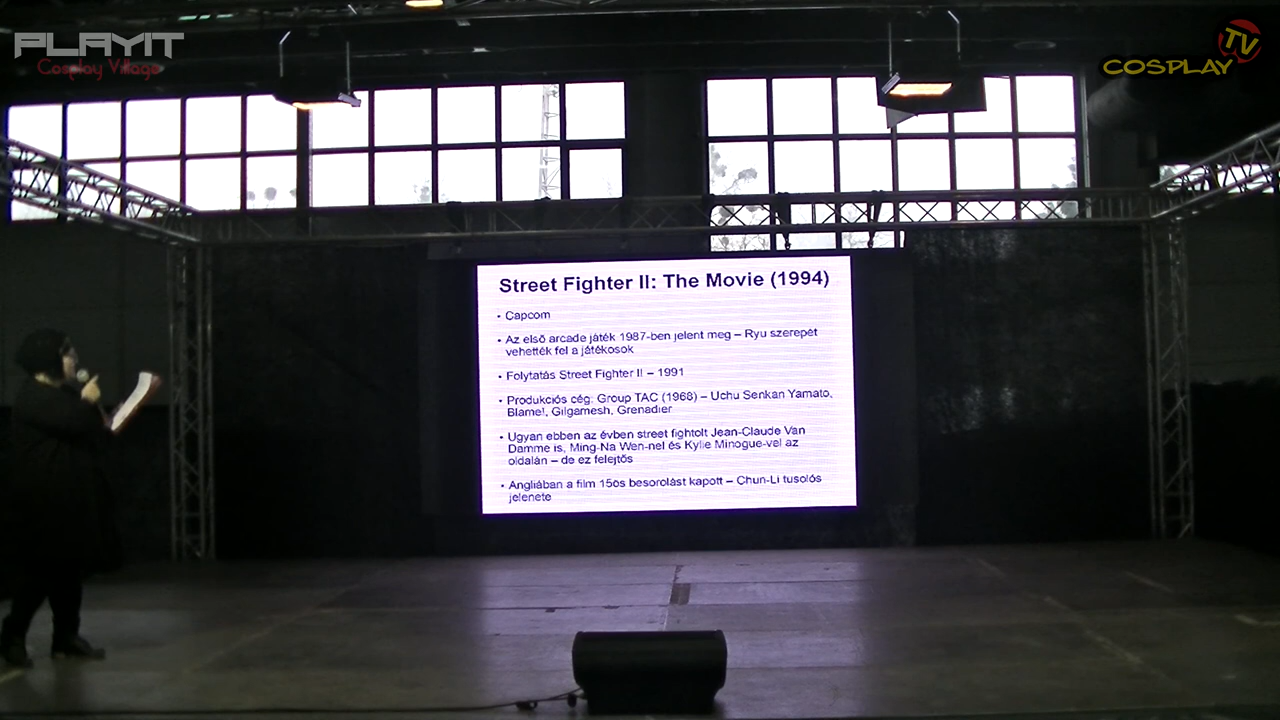 PLAYIT
Cosplay Village
COSPLAY TV
Street Fighter II: The Movie (1994)
• Capcom
• Az első arcade játék 1987-ben jelent meg – Ryu szerepét
vehették fel a játékosok
• Folytatás Street Fighter II – 1991
• Produkciós cég: Group TAC (1968) – Uchu Senkan Yamato,
Blame!, Gilgamesh, Grenadier
• Ugyan ebben az évben street fightolt Jean-Claude Van
Damme is, Ming-Na Wen-nel és Kylie Minogue-vel az
oldalán – de ez felejtős
• Angliában a film 15ös besorolást kapott – Chun-Li tusolós
jelenete